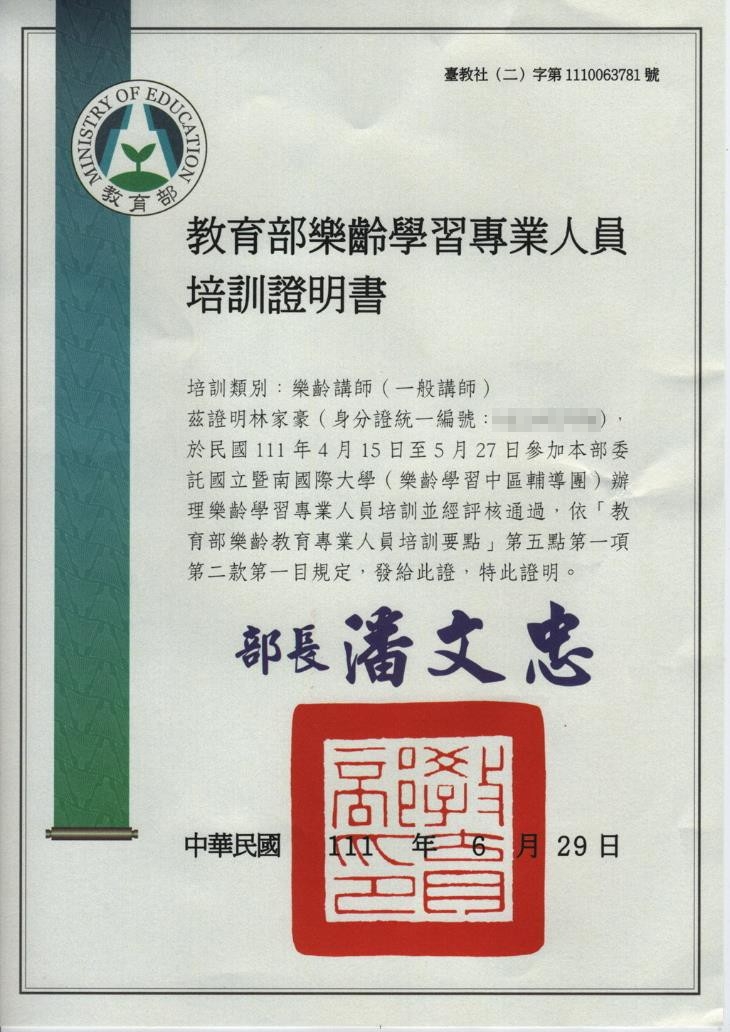 臺教社（二）字第1110063781號
MINISTRY OF EDUCATION
教育部
教育部樂齡學習專業人員
培訓證明書
培訓類別：樂齡講師（一般講師）
茲證明林家豪（身分證統一編號：），
於民國 111 年 4 月 15 日至 5 月 27 日參加本部委
託國立暨南國際大學（樂齡學習中區輔導團）辦
理樂齡學習專業人員培訓並經評核通過，依「教
育部樂齡教育專業人員培訓要點」第五點第一項
第二款第一目規定，發給此證，特此證明。
部長 潘文忠
教育部印
中華民國 111 年 6 月 29 日